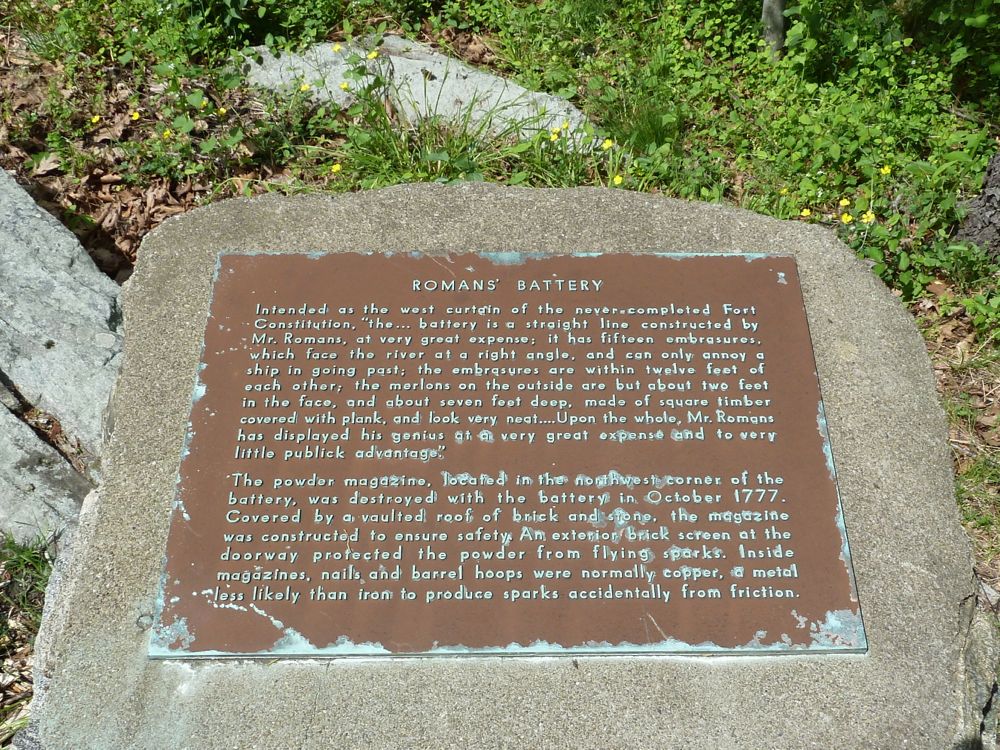 ROMANS' BATTERY
Intended as the west curtain of the never-completed Fort
Constitution, "the... battery is a straight line constructed by
Mr. Romans, at very great expense; it has fifteen embrasures,
which face the river at a right angle, and can only annoy a
ship in going past; the embrasures are within twelve feet of
each other; the merlons on the outside are but about two feet
in the face, and about seven feet deep, made of square timber
covered with plank, and look very neat....Upon the whole, Mr. Romans
has displayed his genius at a very great expense and to very
little publick advantage."
The powder magazine, located in the northwest corner of the
battery, was destroyed with the battery in October 1777.
Covered by a vaulted roof of brick and stone, the magazine
was constructed to ensure safety. An exterior brick screen at the
doorway protected the powder from flying sparks. Inside
magazines, nails and barrel hoops were normally copper, a metal
less likely than iron to produce sparks accidentally from friction.